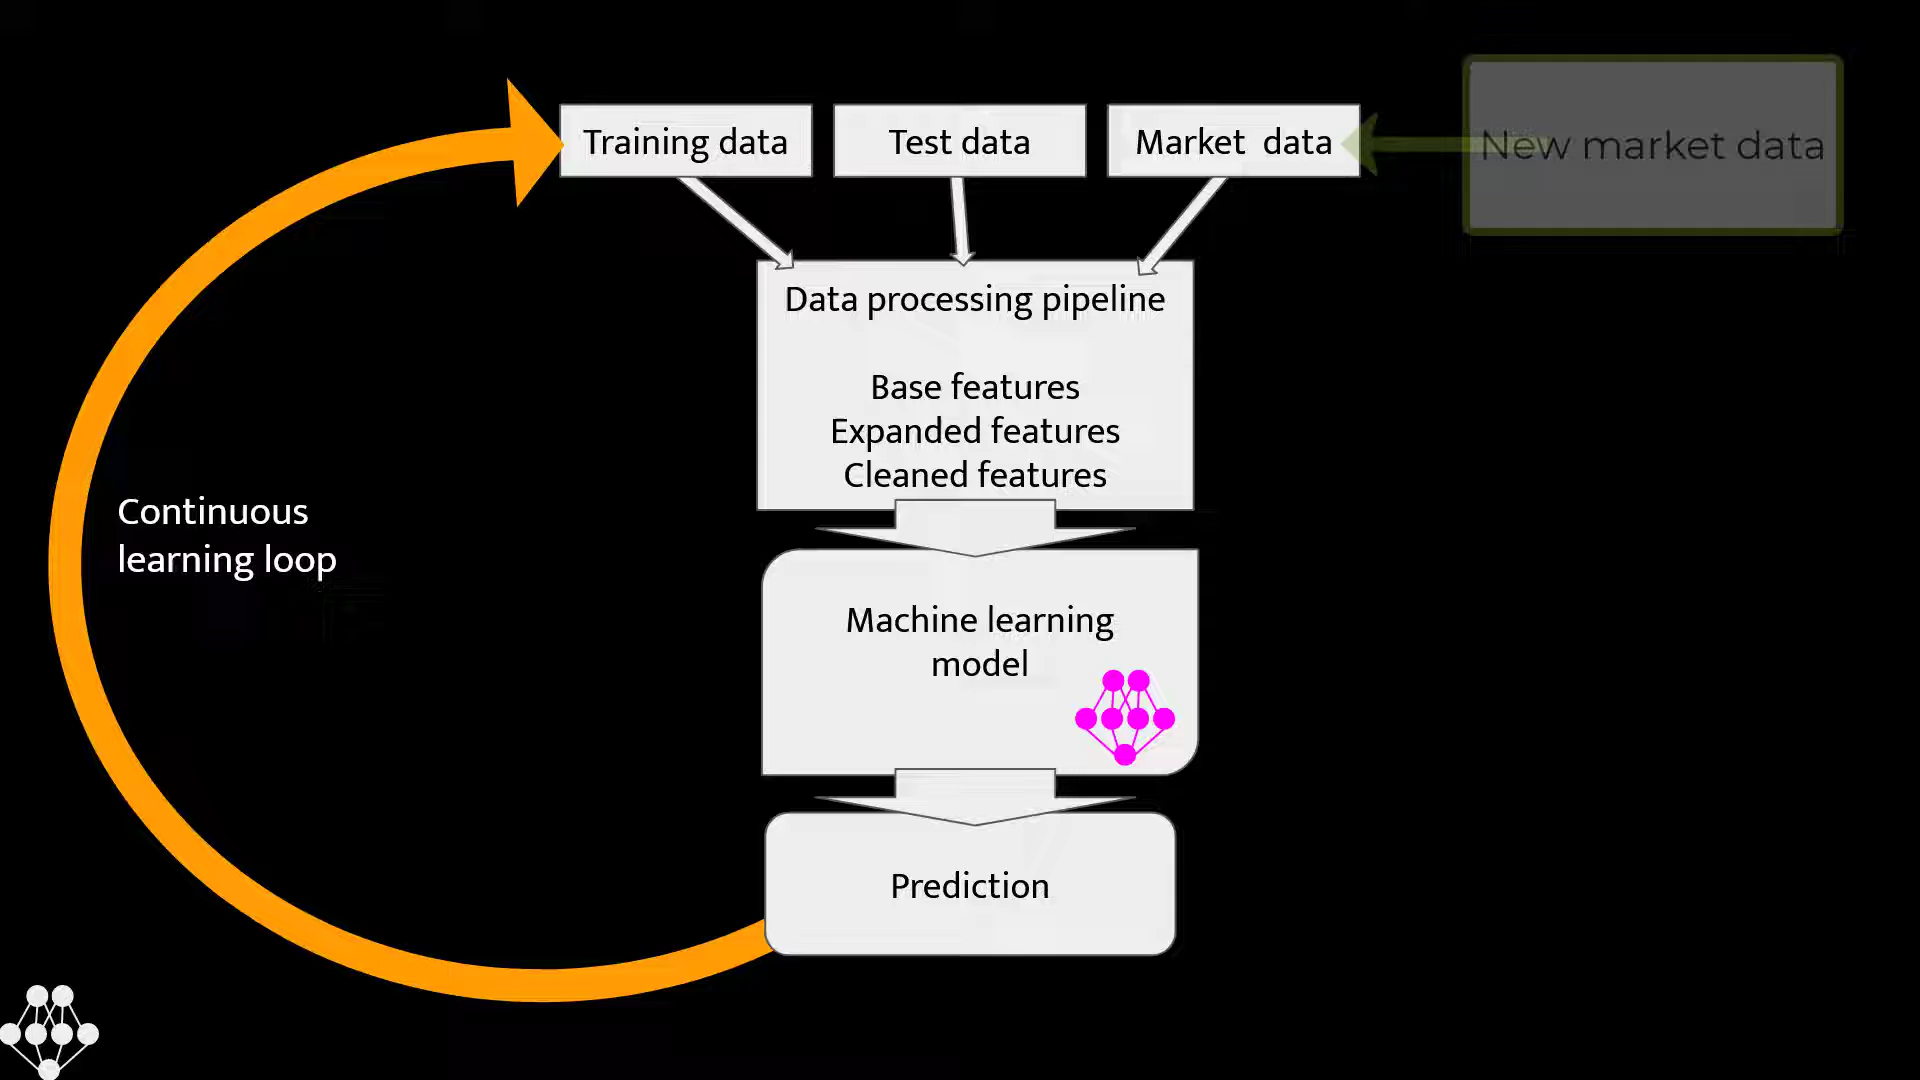 Training data
Test data
Market data
New market data
Data processing pipeline
Base features
Expanded features
Cleaned features
Continuous
learning loop
Machine learning
model
Prediction